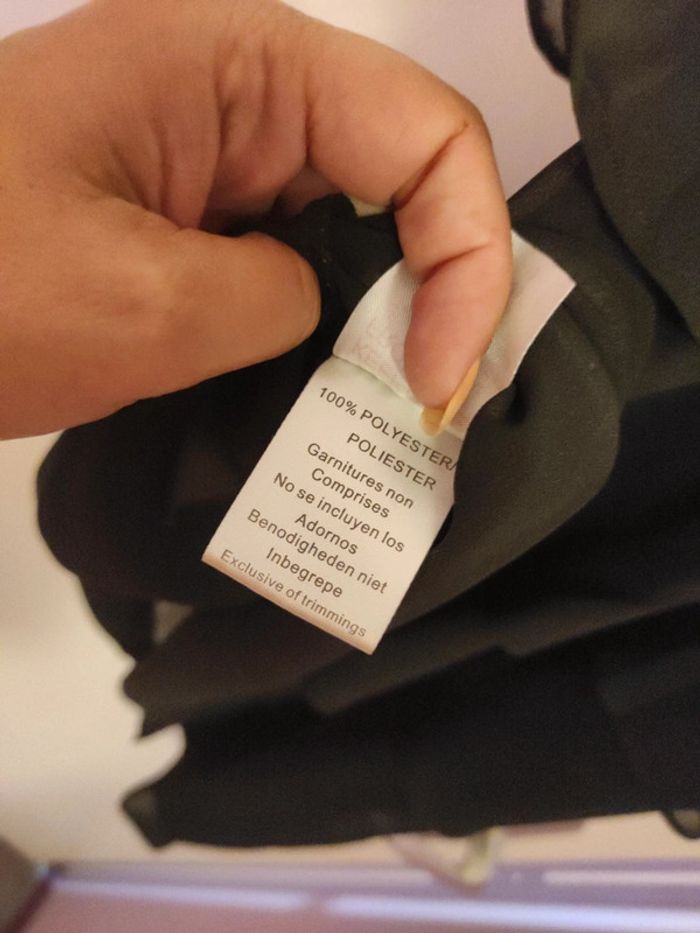 100% POLYESTER/
POLIESTER
Garnitures non
Comprises
No se incluyen los
Adornos
Benodigheden niet
Inbegrepe
Exclusive of trimmings